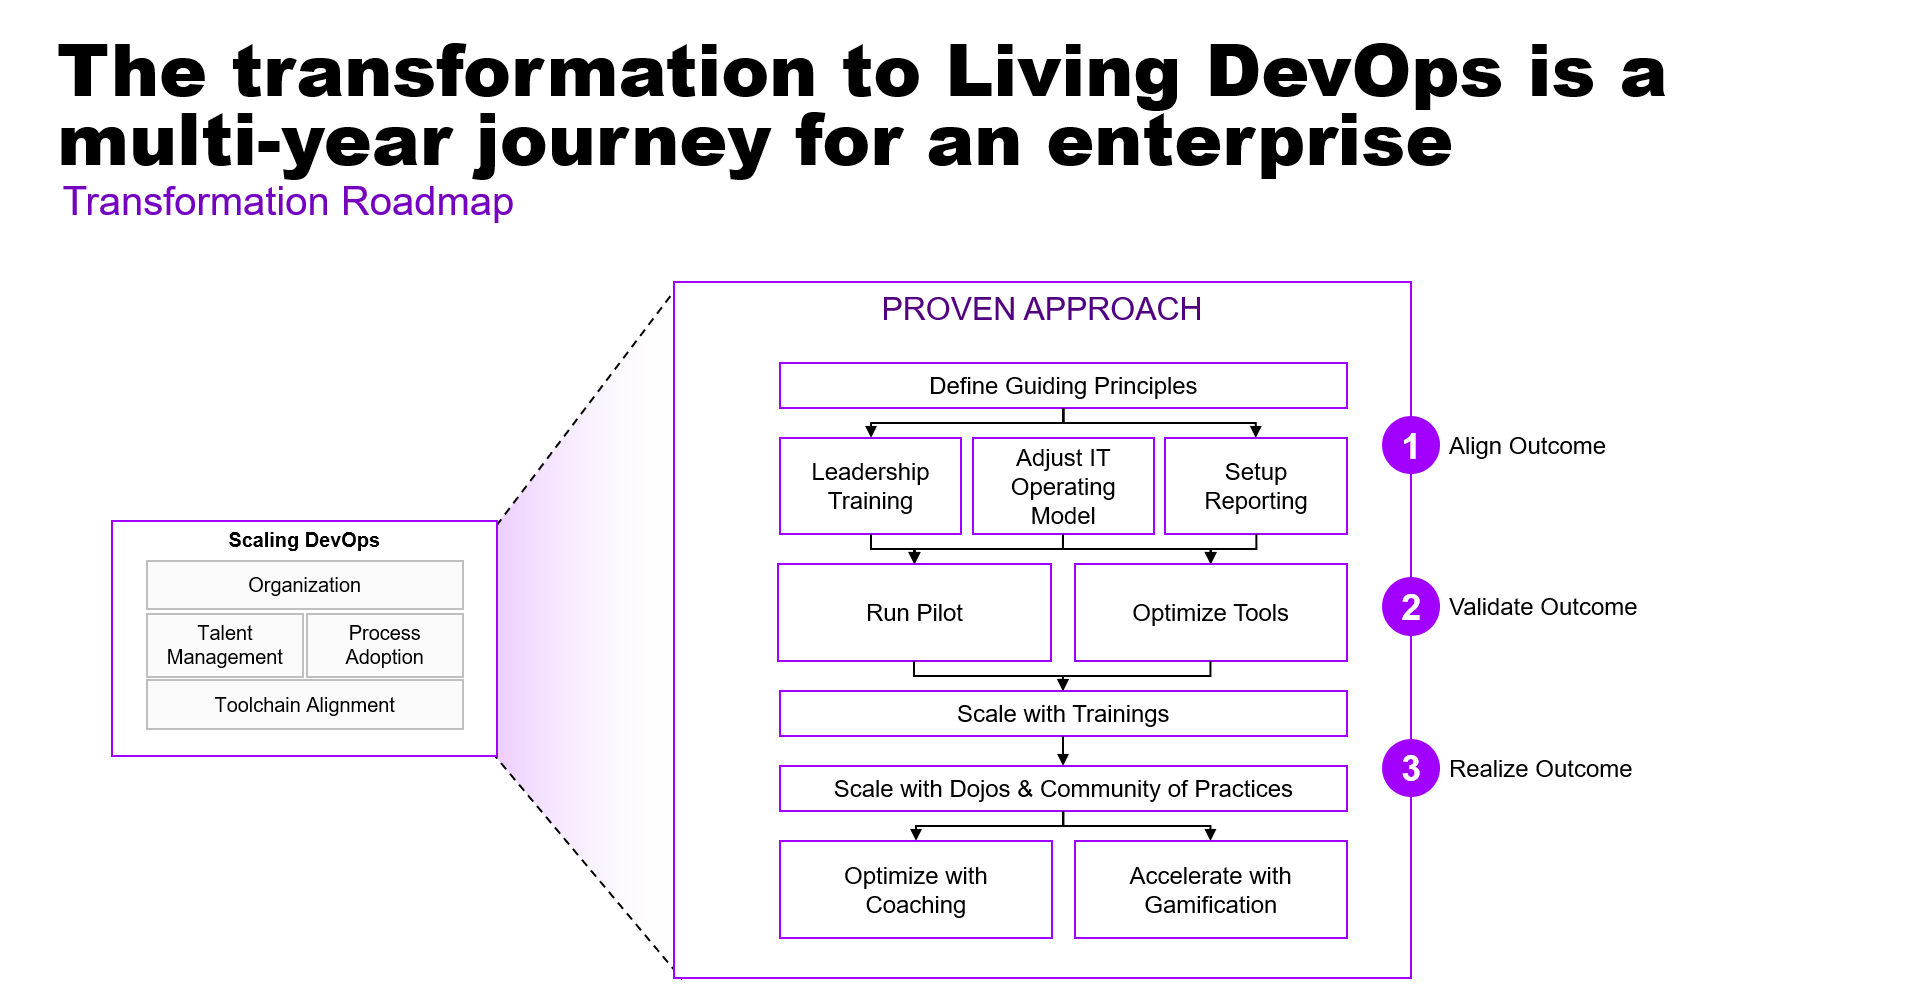 The transformation to Living DevOps is a
multi-year journey for an enterprise
Transformation Roadmap
Scaling DevOps
Organization
Talent
Management
Process
Adoption
Toolchain Alignment
PROVEN APPROACH
Define Guiding Principles
Leadership
Training
Adjust IT
Operating
Model
Setup
Reporting
Run Pilot
Optimize Tools
Scale with Trainings
Scale with Dojos & Community of Practices
Optimize with
Coaching
Accelerate with
Gamification
1 Align Outcome
2 Validate Outcome
3 Realize Outcome